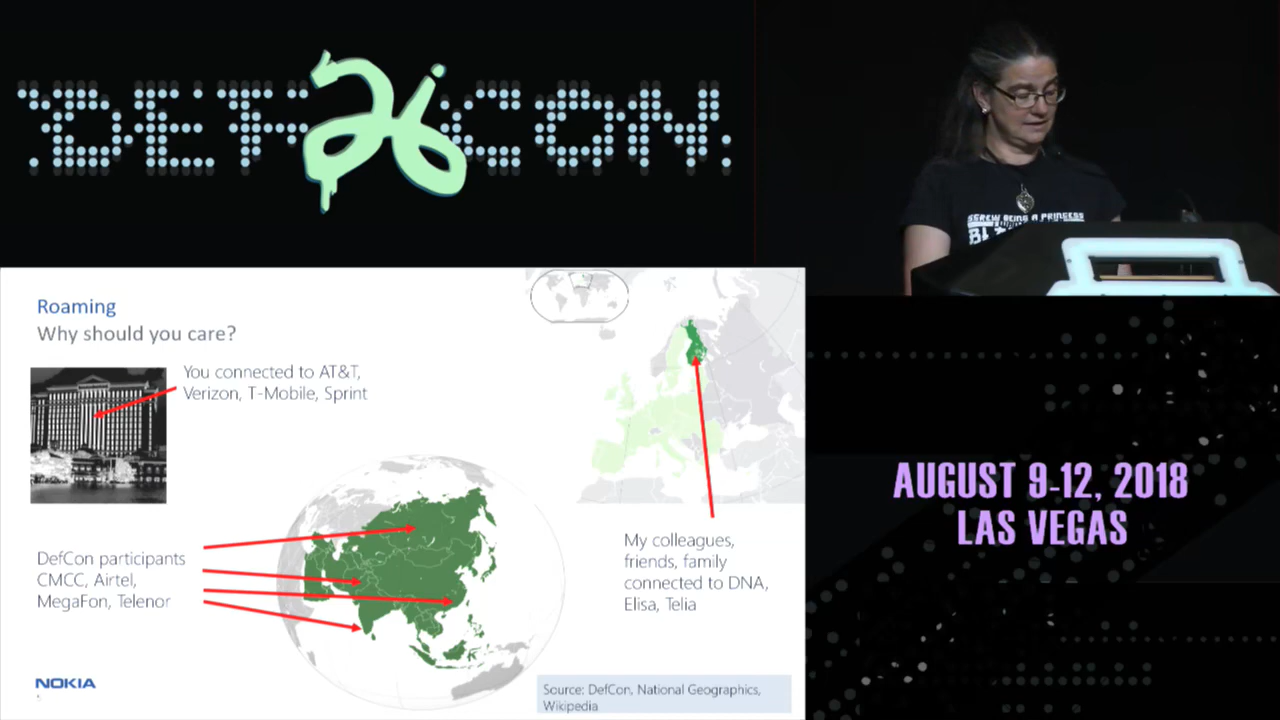 DEF CON
26
SCREW BEING A PRINCESS
Roaming
Why should you care?
You connected to AT&T,
Verizon, T-Mobile, Sprint
DefCon participants
CMCC, Airtel,
MegaFon, Telenor
My colleagues,
friends, family
connected to DNA,
Elisa, Telia
NOKIA
Source: DefCon, National Geographics,
Wikipedia
AUGUST 9-12, 2018
LAS VEGAS